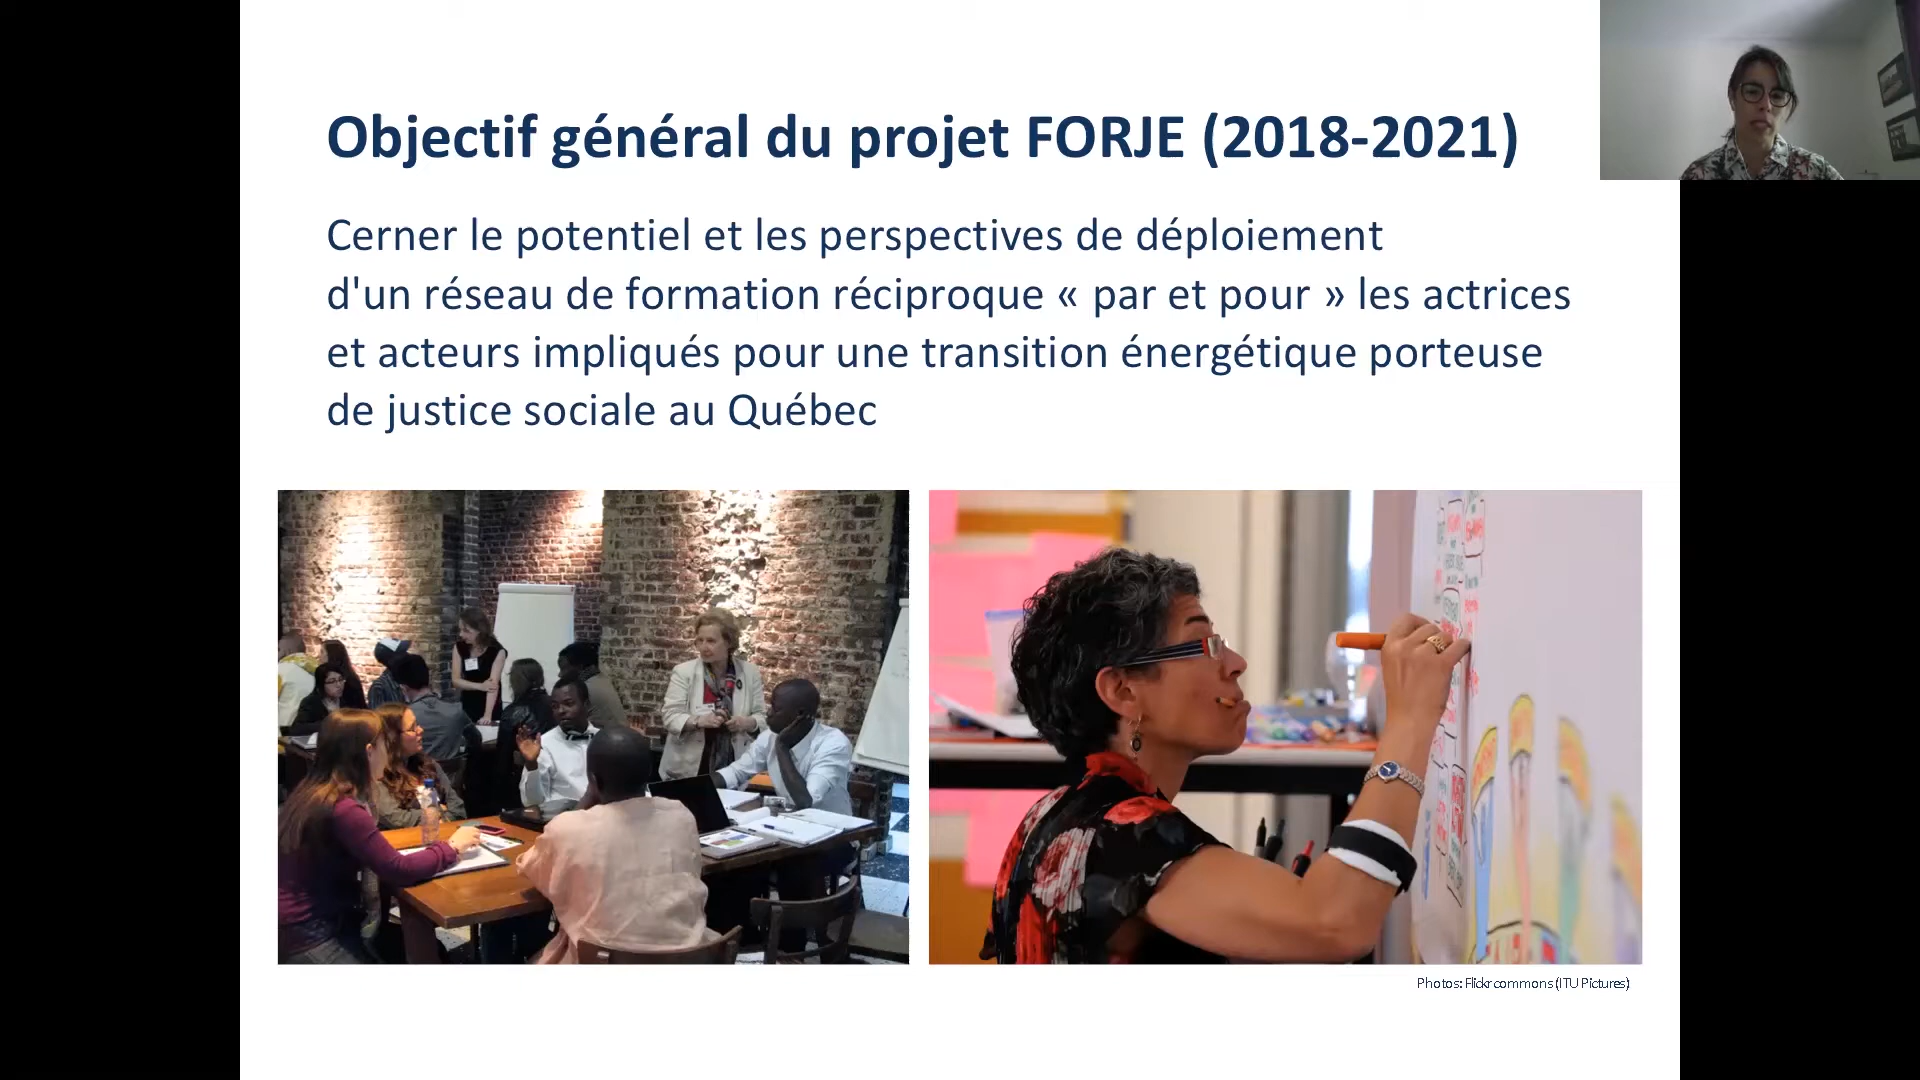 Objectif général du projet FORJE (2018-2021)
Cerner le potentiel et les perspectives de déploiement
d'un réseau de formation réciproque « par et pour » les actrices
et acteurs impliqués pour une transition énergétique porteuse
de justice sociale au Québec
Photos: Flickr commons (ITU Pictures)